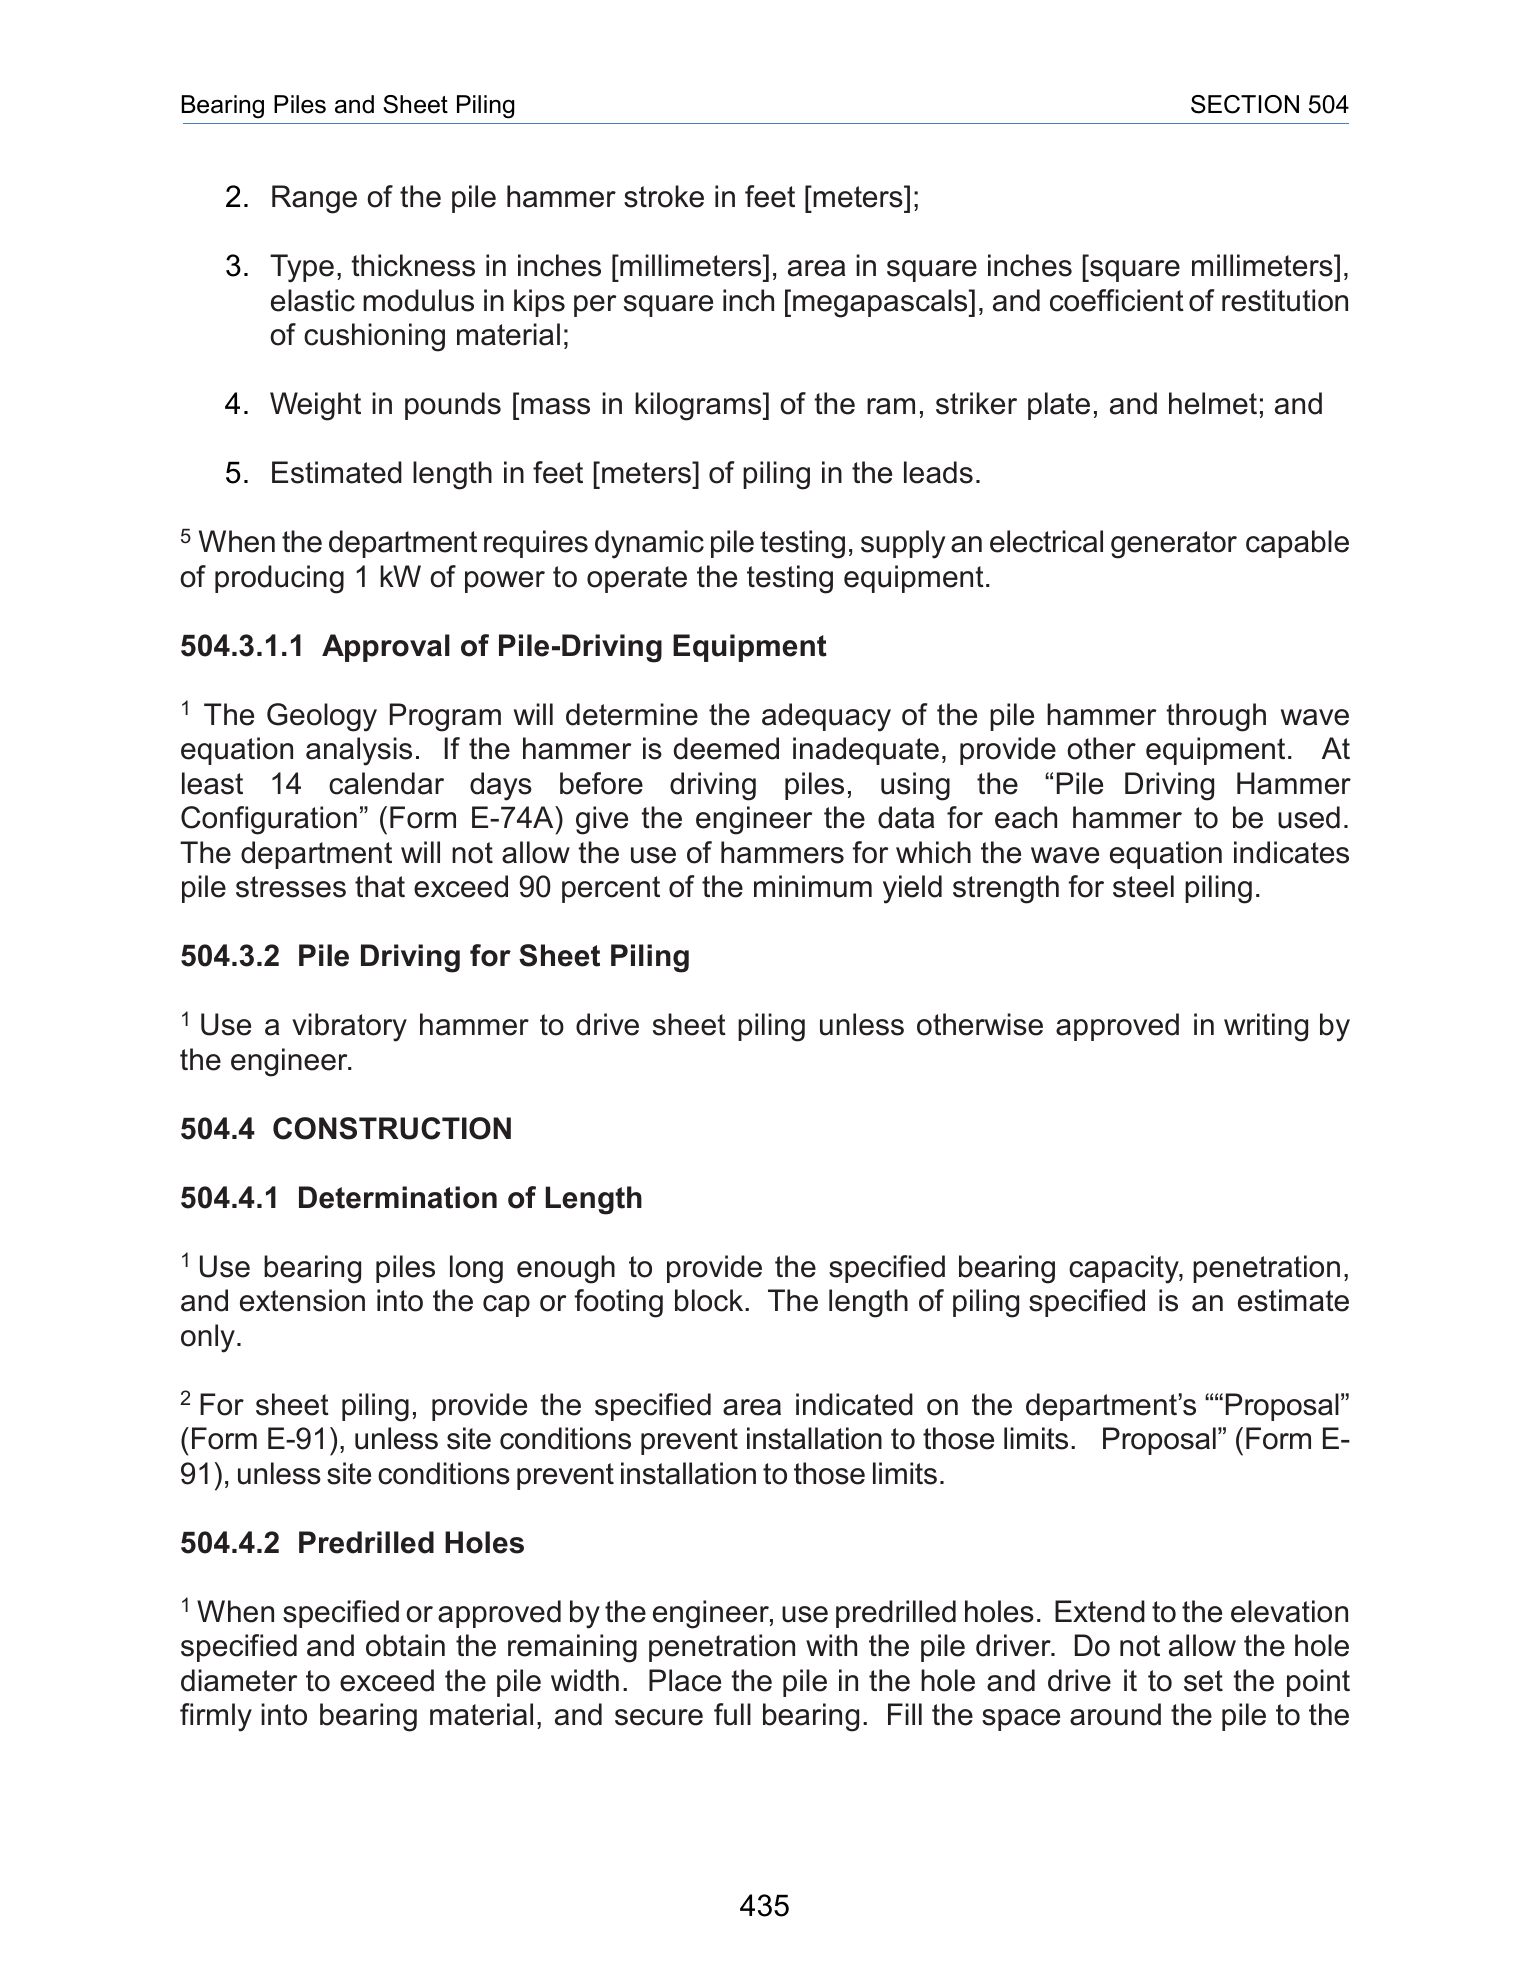 Bearing Piles and Sheet Piling SECTION 504
2. Range of the pile hammer stroke in feet [meters];
3. Type, thickness in inches [millimeters], area in square inches [square millimeters],
elastic modulus in kips per square inch [megapascals], and coefficient of restitution
of cushioning material;
4. Weight in pounds [mass in kilograms] of the ram, striker plate, and helmet; and
5. Estimated length in feet [meters] of piling in the leads.
5 When the department requires dynamic pile testing, supply an electrical generator capable
of producing 1 kW of power to operate the testing equipment.
504.3.1.1 Approval of Pile-Driving Equipment
1 The Geology Program will determine the adequacy of the pile hammer through wave
equation analysis. If the hammer is deemed inadequate, provide other equipment. At
least 14 calendar days before driving piles, using the “Pile Driving Hammer
Configuration” (Form E-74A) give the engineer the data for each hammer to be used.
The department will not allow the use of hammers for which the wave equation indicates
pile stresses that exceed 90 percent of the minimum yield strength for steel piling.
504.3.2 Pile Driving for Sheet Piling
1 Use a vibratory hammer to drive sheet piling unless otherwise approved in writing by
the engineer.
504.4 CONSTRUCTION
504.4.1 Determination of Length
1 Use bearing piles long enough to provide the specified bearing capacity, penetration,
and extension into the cap or footing block. The length of piling specified is an estimate
only.
2 For sheet piling, provide the specified area indicated on the department’s ““Proposal”
(Form E-91), unless site conditions prevent installation to those limits. Proposal” (Form E-
91), unless site conditions prevent installation to those limits.
504.4.2 Predrilled Holes
1 When specified or approved by the engineer, use predrilled holes. Extend to the elevation
specified and obtain the remaining penetration with the pile driver. Do not allow the hole
diameter to exceed the pile width. Place the pile in the hole and drive it to set the point
firmly into bearing material, and secure full bearing. Fill the space around the pile to the
435